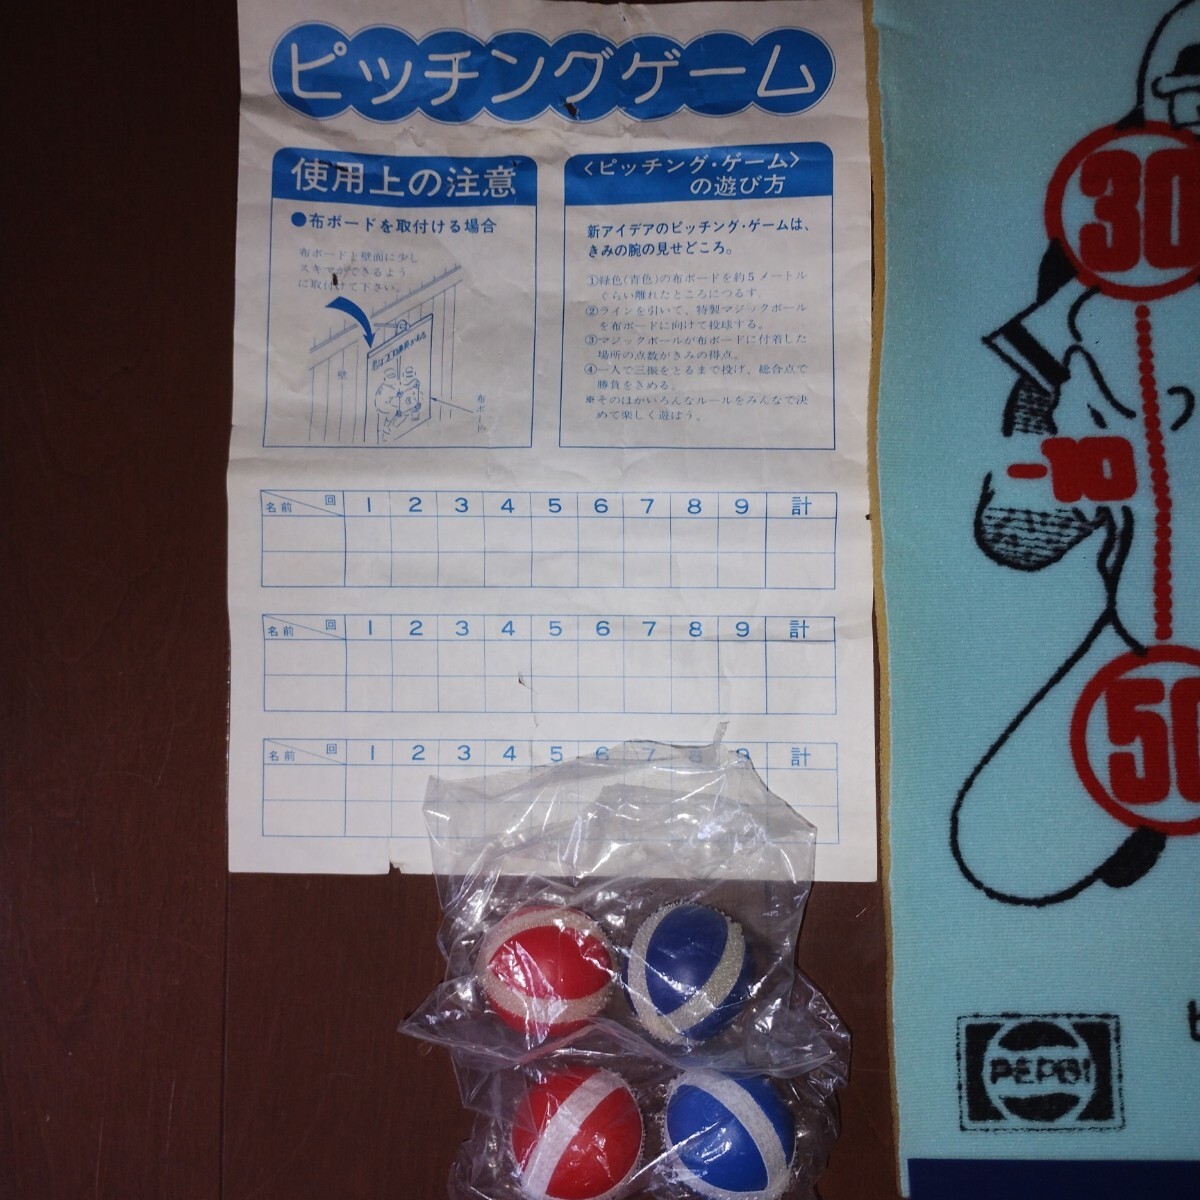 ピッチングゲーム
使用上の注意
●布ボードを取付ける場合
布ボードと壁面に少し
スキマができるよう
に取付けて下さい。
壁
布ボード
〈ピッチング・ゲーム〉
の遊び方
新アイデアのピッチング・ゲームは、
きみの腕の見せどころ。
①緑色(青色)の布ボードを約5メートル
ぐらい離れたところにつるす。
②ラインを引いて、特製マジックボール
を布ボードに向けて投球する。
③マジックボールが布ボードに付着した
場所の点数がきみの得点。
④一人で三振をとるまで投げ、総合点で
勝負をきめる。
※そのほかいろんなルールをみんなで決
めて楽しく遊ぼう。
名前 回 1 2 3 4 5 6 7 8 9 計
名前 回 1 2 3 4 5 6 7 8 9 計
名前 回 1 2 3 4 5 6 7 8 9 計
30
-10
50
PEPSI